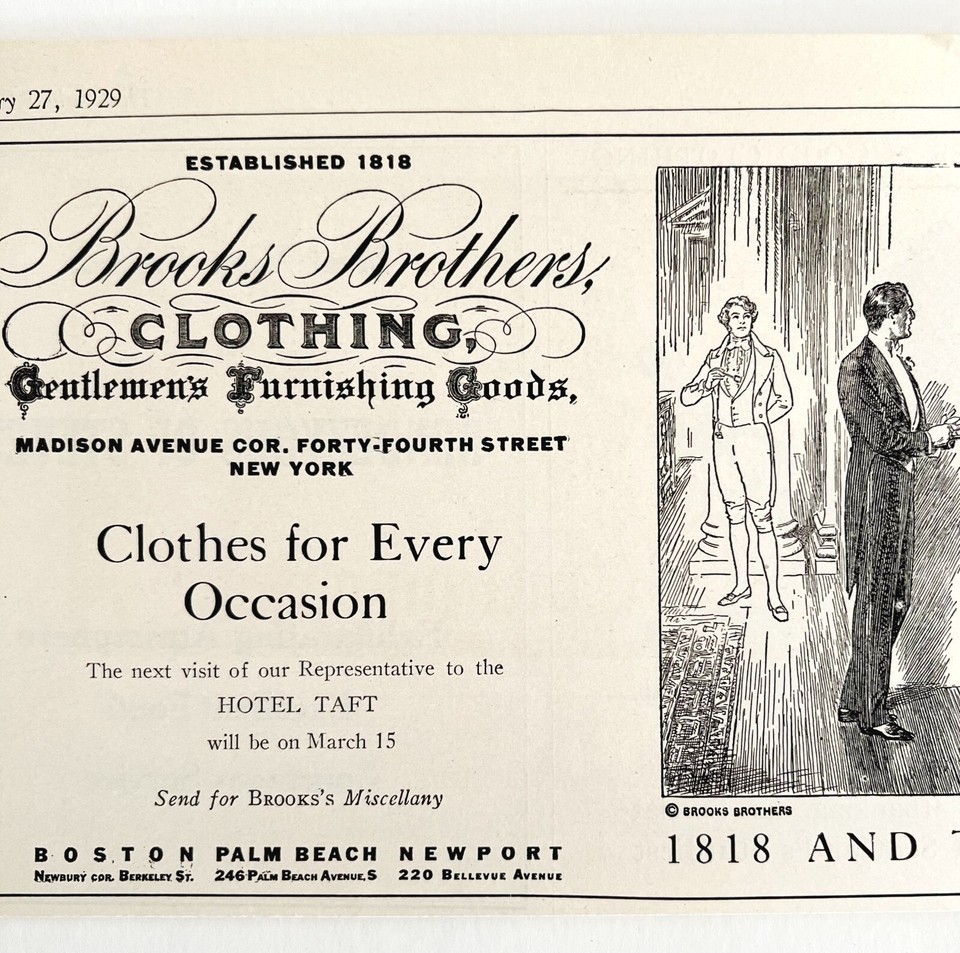 ry 27, 1929
ESTABLISHED 1818
Brooks Brothers,
CLOTHING,
Gentlemen's Furnishing Goods,
MADISON AVENUE COR. FORTY-FOURTH STREET
NEW YORK
Clothes for Every
Occasion
The next visit of our Representative to the
HOTEL TAFT
will be on March 15
Send for BROOKS'S Miscellany
BOSTON PALM BEACH NEWPORT
NEWBURY COR. BERKELEY ST. 246 PALM BEACH AVENUE, S 220 BELLEVUE AVENUE
© BROOKS BROTHERS
1818 AND T